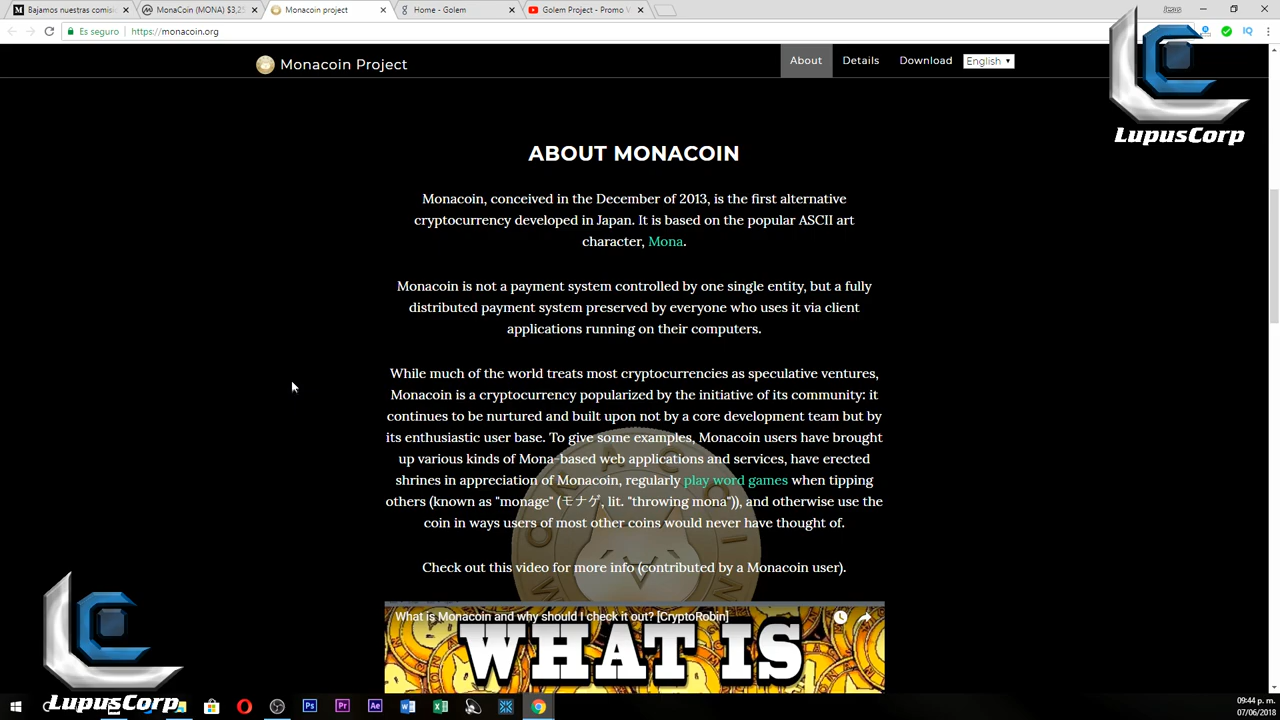 Bajamos nuestras comisi
MonaCoin (MONA) $3,25
Monacoin project
Home - Golem
Golem Project - Promo V
Jesus
Es seguro
https://monacoin.org
IQ
Monacoin Project
About
Details
Download
English
LupusCorp
ABOUT MONACOIN
Monacoin, conceived in the December of 2013, is the first alternative
cryptocurrency developed in Japan. It is based on the popular ASCII art
character, Mona.
Monacoin is not a payment system controlled by one single entity, but a fully
distributed payment system preserved by everyone who uses it via client
applications running on their computers.
While much of the world treats most cryptocurrencies as speculative ventures,
Monacoin is a cryptocurrency popularized by the initiative of its community: it
continues to be nurtured and built upon not by a core development team but by
its enthusiastic user base. To give some examples, Monacoin users have brought
up various kinds of Mona-based web applications and services, have erected
shrines in appreciation of Monacoin, regularly play word games when tipping
others (known as "monage" (モナゲ, lit. "throwing mona")), and otherwise use the
coin in ways users of most other coins would never have thought of.
Check out this video for more info (contributed by a Monacoin user).
What is Monacoin and why should I check it out? [CryptoRobin]
WHAT IS
LupusCorp
Ps
Pr
Ae
09:44 p. m.
07/06/2018